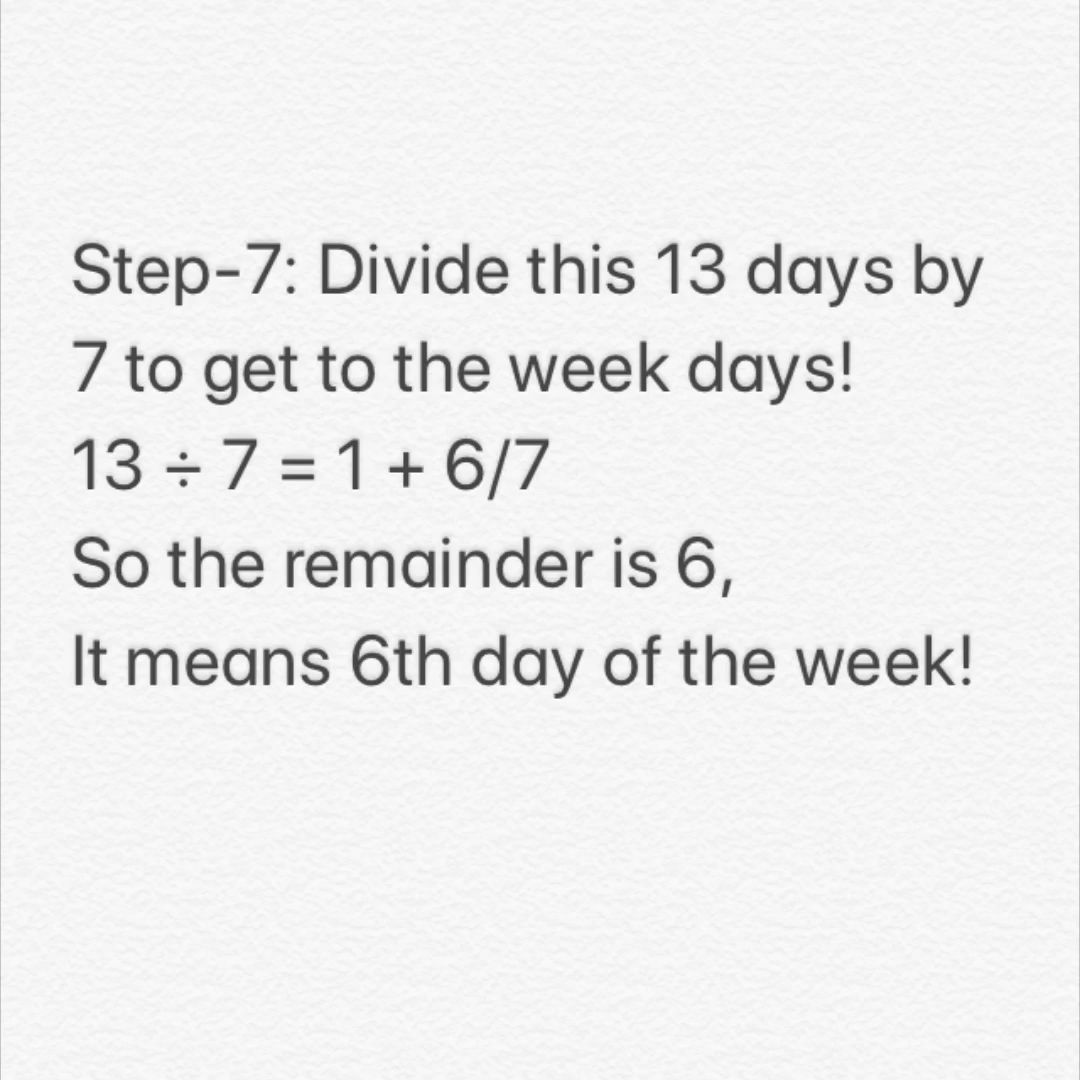 Step-7: Divide this 13 days by
7 to get to the week days!
13 ÷ 7 = 1 + 6/7
So the remainder is 6,
It means 6th day of the week!